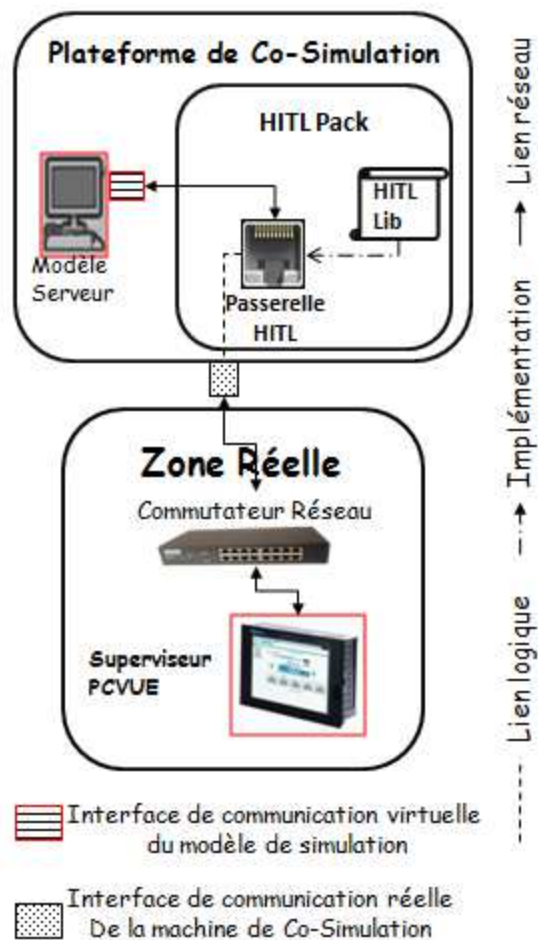 Plateforme de Co-Simulation
HITL Pack
HITL
Lib
Modèle
Serveur
Passerelle
HITL
Zone Réelle
Commutateur Réseau
Superviseur
PCVUE
Interface de communication virtuelle
du modèle de simulation
Interface de communication réelle
De la machine de Co-Simulation
Lien logique
Implémentation
Lien réseau